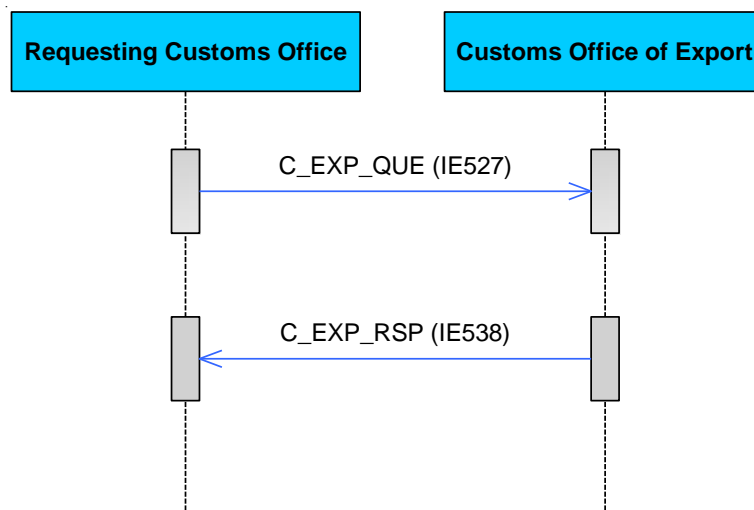 Requesting Customs Office
Customs Office of Export
C_EXP_QUE (IE527)
C_EXP_RSP (IE538)